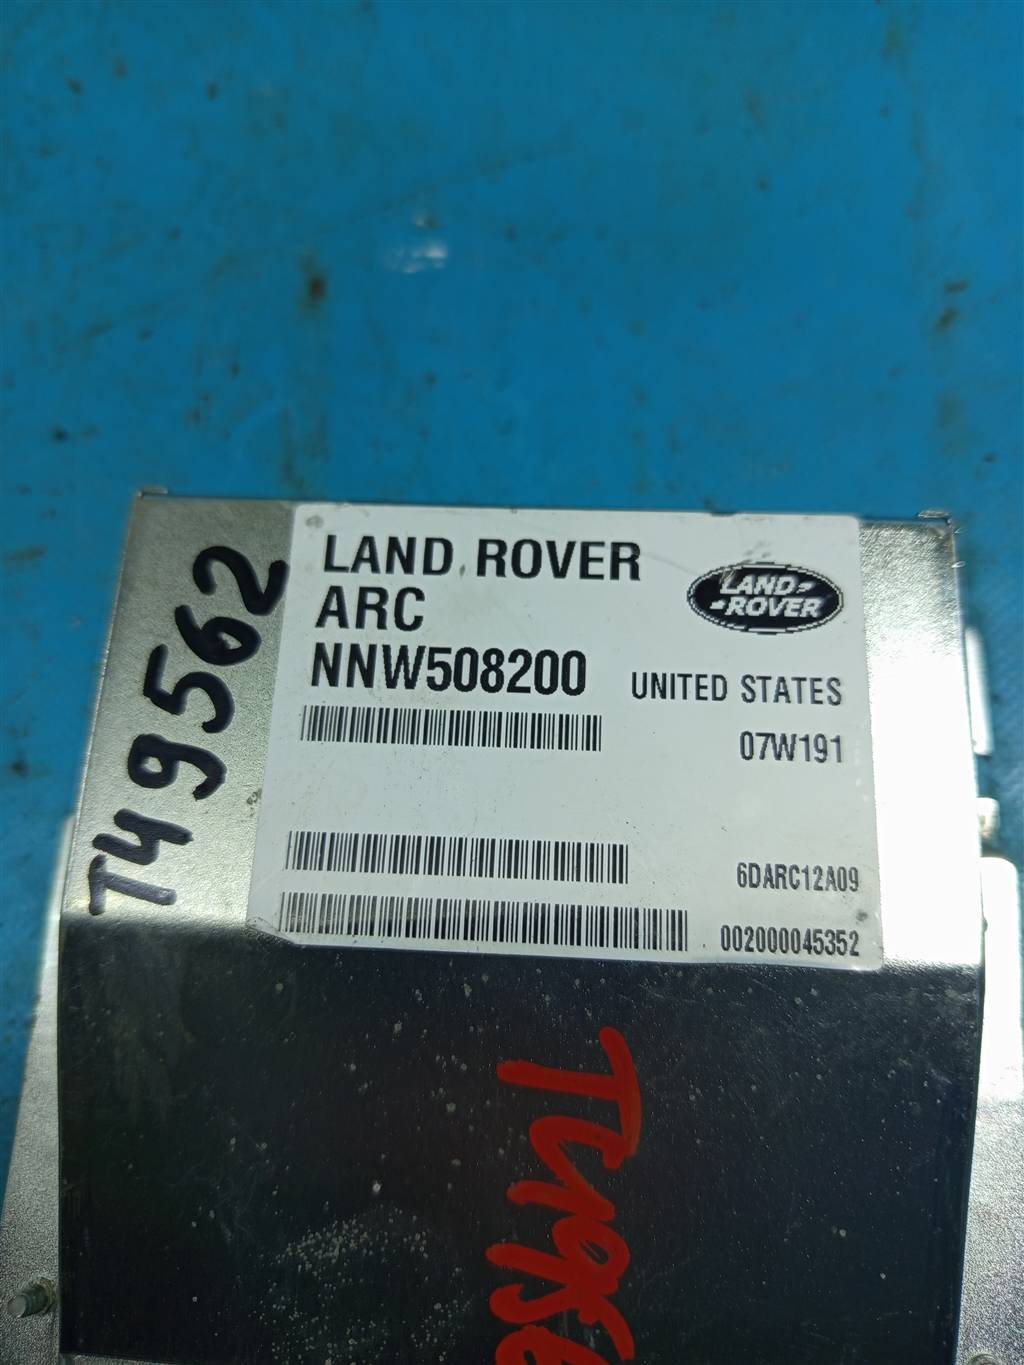 LAND ROVER
ARC
NNW508200
LAND-
-ROVER
UNITED STATES
07W191
6DARC12A09
002000045352
T49562